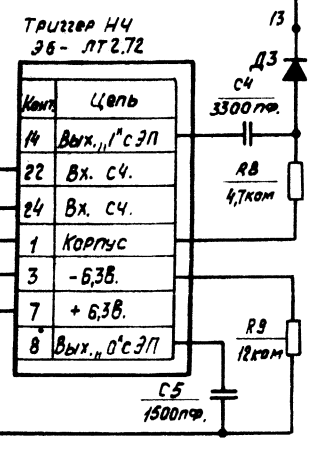 Триггер НЧ
Э6- ЛТ2.72
13
Д3
С4
3300пф.
Конт. Цепь
14 Вых. „1" с ЭП
22 Вх. сч.
R8
4,7ком
24 Вх. сч.
1 Корпус
3 -6,3в.
7 + 6,3в.
R9
12ком
8 Вых. „0" с ЭП
С5
1500пф.